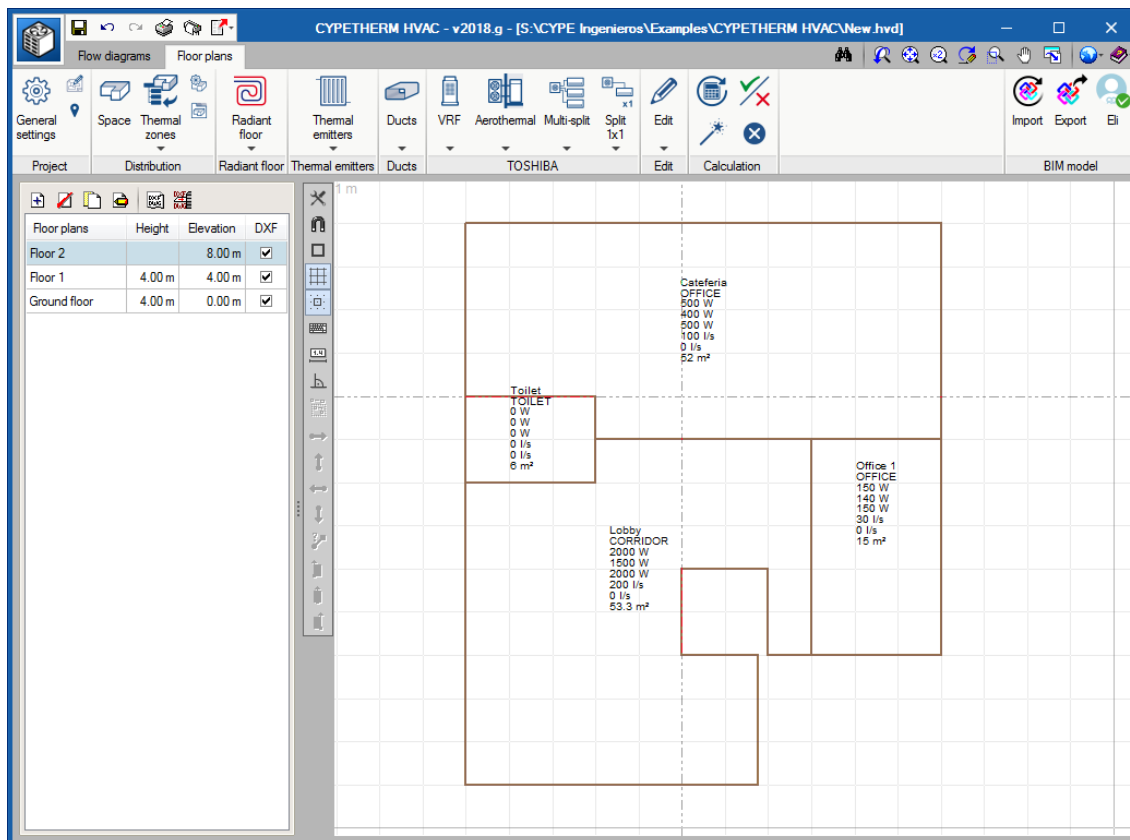 CYPETHERM HVAC - v2018.g - [S:\CYPE Ingenieros\Examples\CYPETHERM HVAC\New.hvd]
Flow diagrams
Floor plans
x2
General
settings
Space
Thermal
zones
Radiant
floor
Thermal
emitters
Ducts
VRF
Aerothermal
Multi-split
x1
Split
1x1
Edit
Import
Export
Eli
Project
Distribution
Radiant floor
Thermal emitters
Ducts
TOSHIBA
Edit
Calculation
BIM model
Floor plans Height Elevation DXF
Floor 2 8.00 m
Floor 1 4.00 m 4.00 m
Ground floor 4.00 m 0.00 m
1 m
Cateferia
OFFICE
500 W
400 W
500 W
100 l/s
0 l/s
52 m²
Toilet
TOILET
0 W
0 W
0 W
0 l/s
0 l/s
6 m²
Office 1
OFFICE
150 W
140 W
150 W
30 l/s
0 l/s
15 m²
Lobby
CORRIDOR
2000 W
1500 W
2000 W
200 l/s
0 l/s
53.3 m²